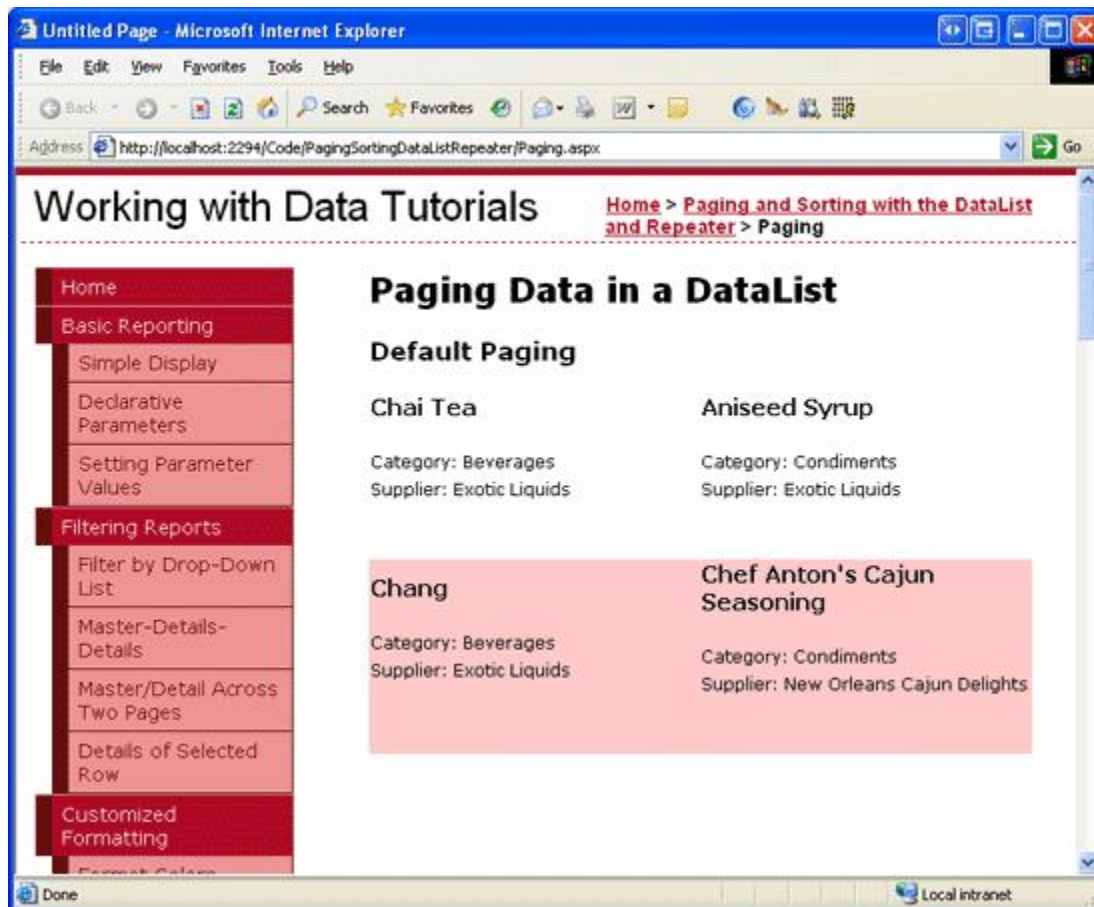 Untitled Page - Microsoft Internet Explorer
File Edit View Favorites Tools Help
Back Search Favorites
Address http://localhost:2294/Code/PagingSortingDataListRepeater/Paging.aspx Go
Working with Data Tutorials
Home > Paging and Sorting with the DataList
and Repeater > Paging
Home
Basic Reporting
Simple Display
Declarative
Parameters
Setting Parameter
Values
Filtering Reports
Filter by Drop-Down
List
Master-Details-
Details
Master/Detail Across
Two Pages
Details of Selected
Row
Customized
Formatting
Format Colors
Paging Data in a DataList
Default Paging
Chai Tea
Category: Beverages
Supplier: Exotic Liquids
Aniseed Syrup
Category: Condiments
Supplier: Exotic Liquids
Chang
Category: Beverages
Supplier: Exotic Liquids
Chef Anton's Cajun
Seasoning
Category: Condiments
Supplier: New Orleans Cajun Delights
Done
Local intranet